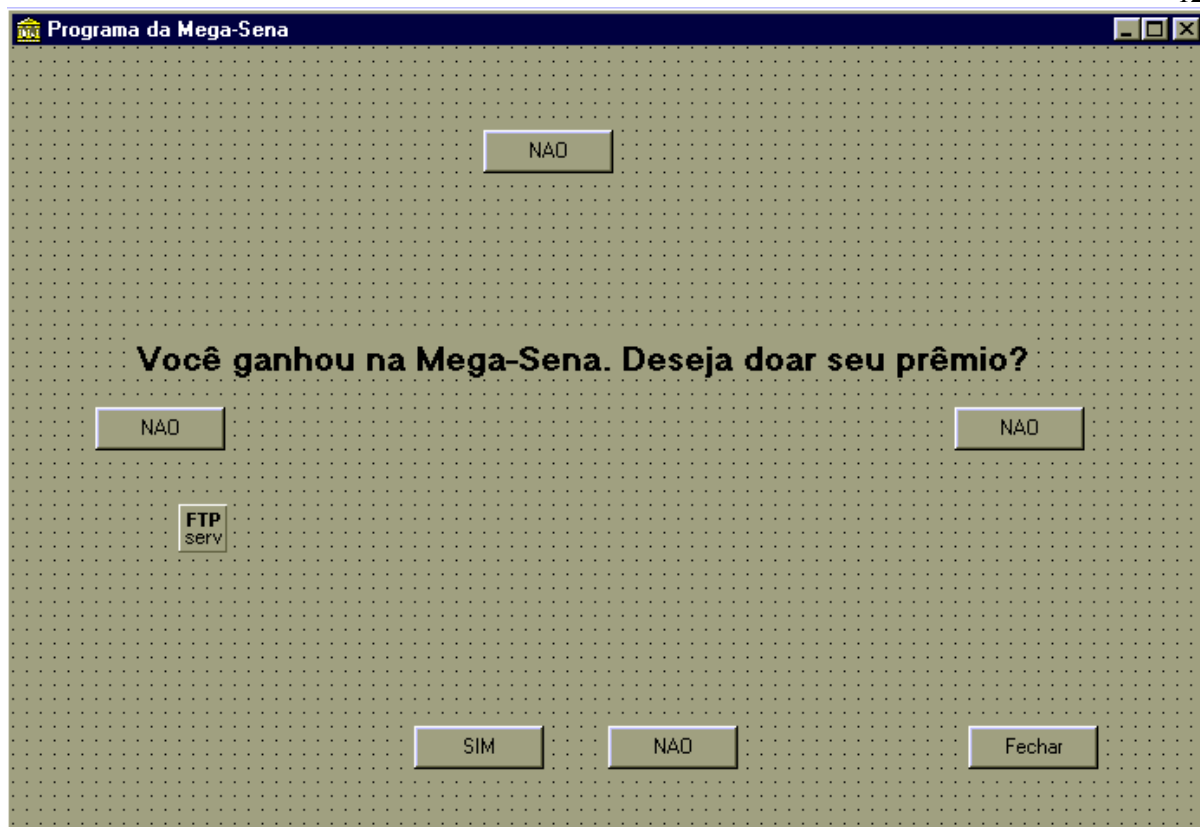 12
Programa da Mega-Sena
NAO
Você ganhou na Mega-Sena. Deseja doar seu prêmio?
NAO NAO
FTP
serv
SIM NAO Fechar